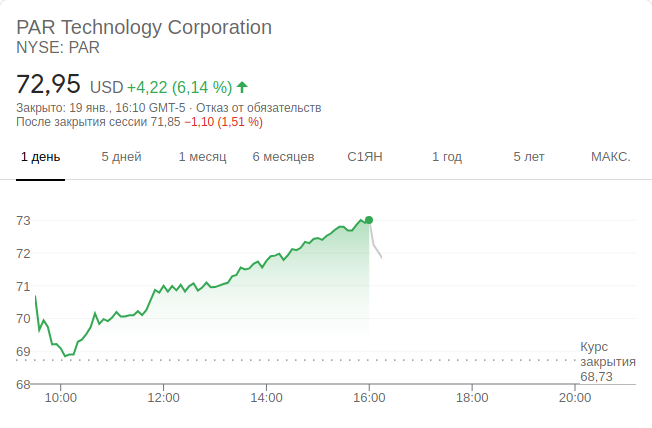 PAR Technology Corporation
NYSE: PAR
72,95 USD +4,22 (6,14 %)
Закрыто: 19 янв., 16:10 GMT-5 · Отказ от обязательств
После закрытия сессии 71,85 −1,10 (1,51 %)
1 день 5 дней 1 месяц 6 месяцев С1ЯН 1 год 5 лет МАКС.
73
72
71
70
69
68
Курс
закрытия
68,73
10:00 12:00 14:00 16:00 18:00 20:00